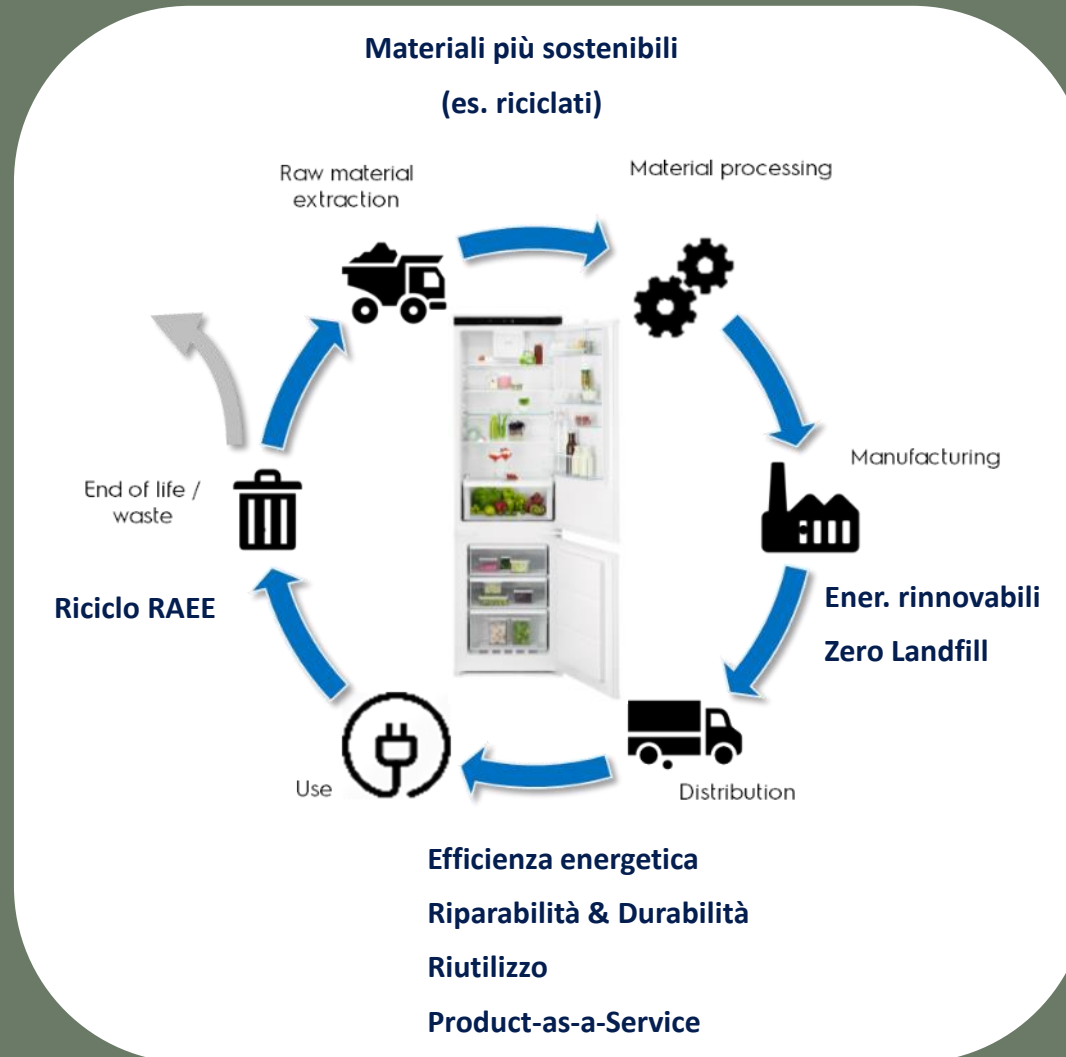 Materiali più sostenibili
(es. riciclati)
Raw material
extraction
Material processing
Manufacturing
End of life /
waste
Riciclo RAEE
Ener. rinnovabili
Zero Landfill
Use
Distribution
Efficienza energetica
Riparabilità & Durabilità
Riutilizzo
Product-as-a-Service